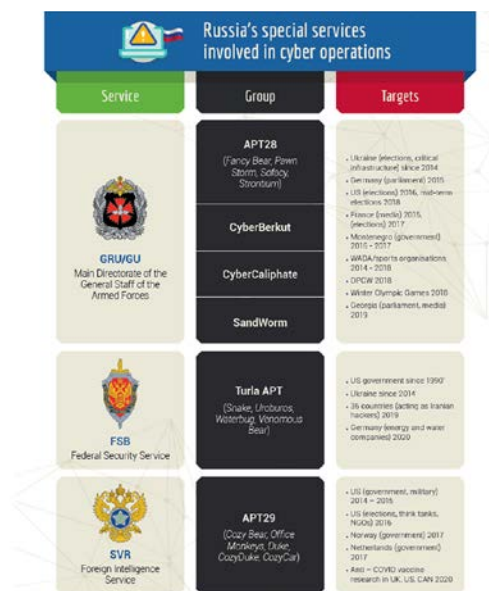 Russia's special services
involved in cyber operations
Service
Group
Targets
GRU/GU
Main Directorate of the
General Staff of the
Armed Forces
APT28
(Fancy Bear, Pawn
Storm, Sofacy,
Strontium)
CyberBerkut
CyberCaliphate
SandWorm
• Ukraine (elections, critical
infrastructure) since 2014
• Germany (parliament) 2015
• US (elections) 2016, mid-term
elections 2018
• France (media) 2015,
(elections) 2017
• Montenegro (government)
2016 - 2017
• WADA/sports organisations
2014 - 2018
• OPCW 2018
• Winter Olympic Games 2018
• Georgia (parliament, media)
2019
FSB
Federal Security Service
Turla APT
(Snake, Uroburos,
Waterbug, Venomous
Bear)
• US government since 1990'
• Ukraine since 2014
• 35 countries (acting as Iranian
hackers) 2019
• Germany (energy and water
companies) 2020
SVR
Foreign Intelligence
Service
APT29
(Cozy Bear, Office
Monkeys, Duke,
CozyDuke, CozyCar)
• US (government, military)
2014 – 2015
• US (elections, think tanks,
NGOs) 2016
• Norway (government) 2017
• Netherlands (government)
2017
• Anti – COVID vaccine
research in UK, US, CAN 2020